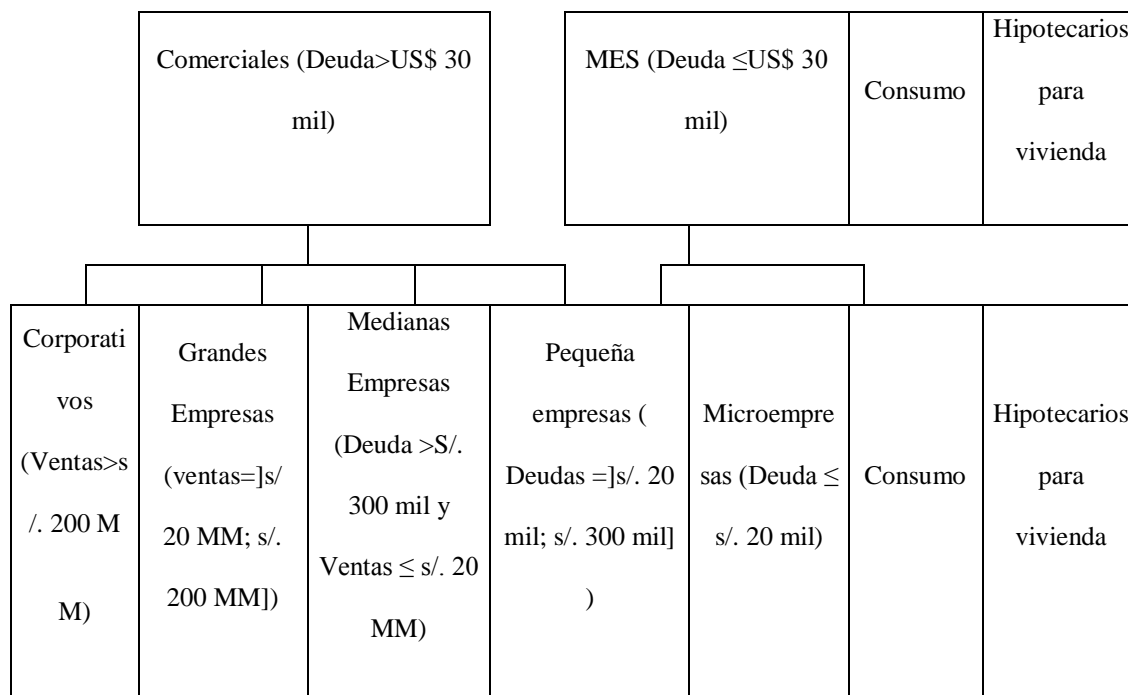 Comerciales (Deuda>US$ 30
mil)
MES (Deuda ≤US$ 30
mil)
Consumo
Hipotecarios
para
vivienda
Corporati
vos
(Ventas>s
/. 200 M
M)
Grandes
Empresas
(ventas=]s/
20 MM; s/.
200 MM])
Medianas
Empresas
(Deuda >S/.
300 mil y
Ventas ≤ s/. 20
MM)
Pequeña
empresas (
Deudas =]s/. 20
mil; s/. 300 mil]
)
Microempre
sas (Deuda ≤
s/. 20 mil)
Consumo
Hipotecarios
para
vivienda